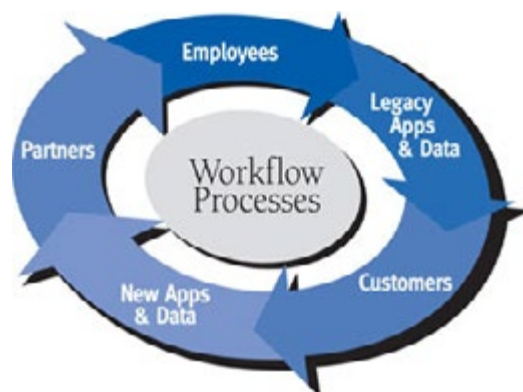 Employees
Legacy
Apps
& Data
Customers
New Apps
& Data
Partners
Workflow
Processes